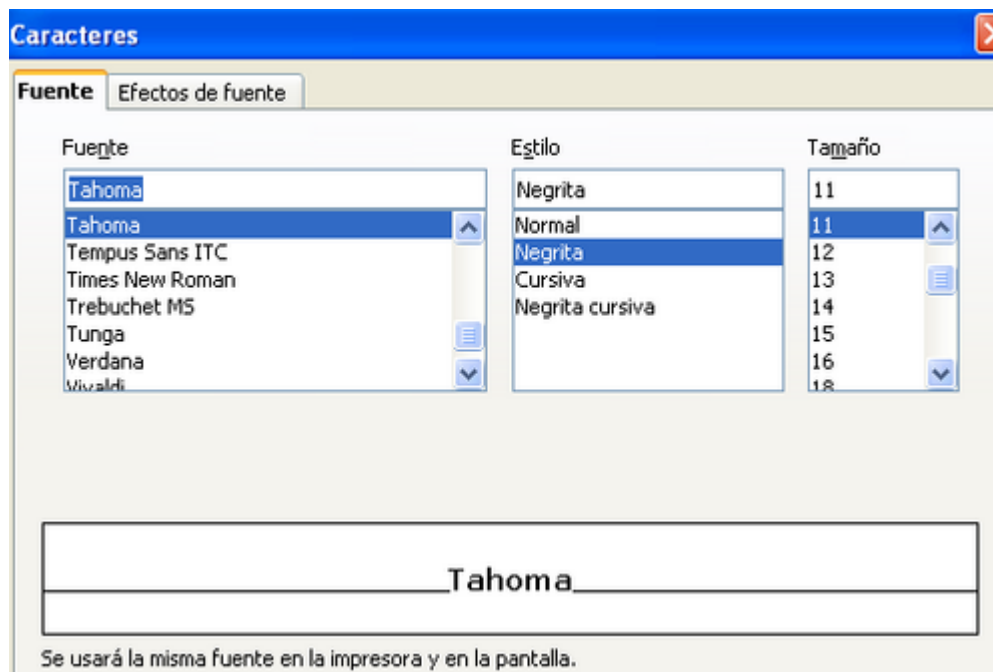 Caracteres
Fuente Efectos de fuente
Fuente Estilo Tamaño
Tahoma Negrita 11
Tahoma Normal 11
Tempus Sans ITC Negrita 12
Times New Roman Cursiva 13
Trebuchet MS Negrita cursiva 14
Tunga 15
Verdana 16
Vivaldi 18
Tahoma
Se usará la misma fuente en la impresora y en la pantalla.